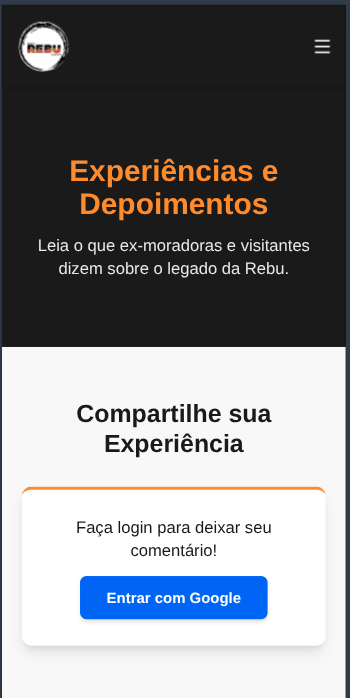 REBU
Experiências e
Depoimentos
Leia o que ex-moradoras e visitantes
dizem sobre o legado da Rebu.
Compartilhe sua
Experiência
Faça login para deixar seu
comentário!
Entrar com Google